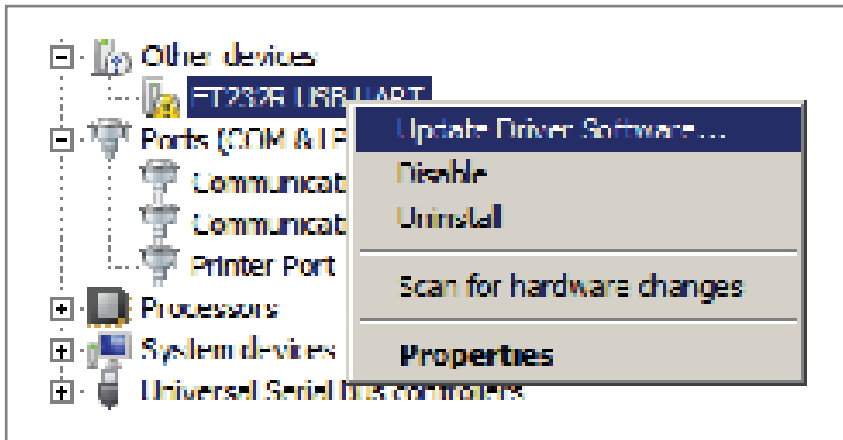 Other devices
FT232R USB UART
Update Driver Software...
Ports (COM & LP
Disable
Communicat
Uninstall
Communicat
Printer Port
Scan for hardware changes
Processors
System devices
Properties
Universal Serial Bus controllers